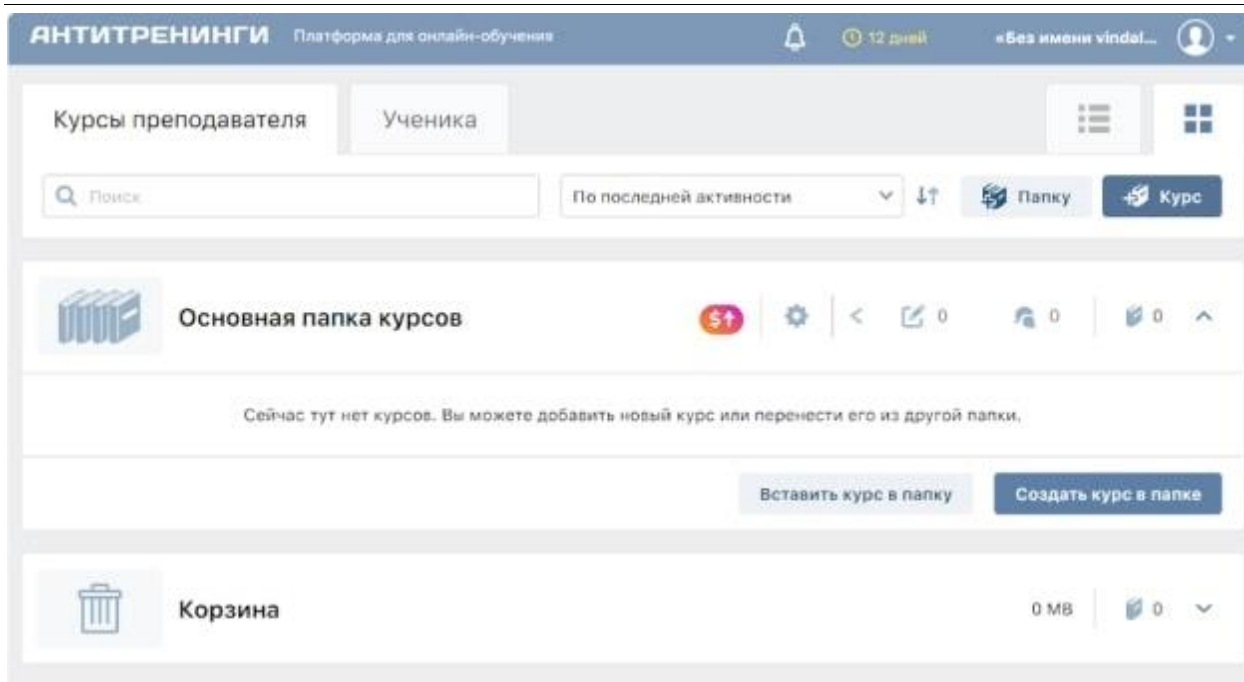 АНТИТРЕНИНГИ Платформа для онлайн-обучения 12 дней «Без имени vindal...
Курсы преподавателя Ученика
Поиск По последней активности Папку Курс
Основная папка курсов $ 0 0 0
Сейчас тут нет курсов. Вы можете добавить новый курс или перенести его из другой папки.
Вставить курс в папку Создать курс в папке
Корзина 0 MB 0